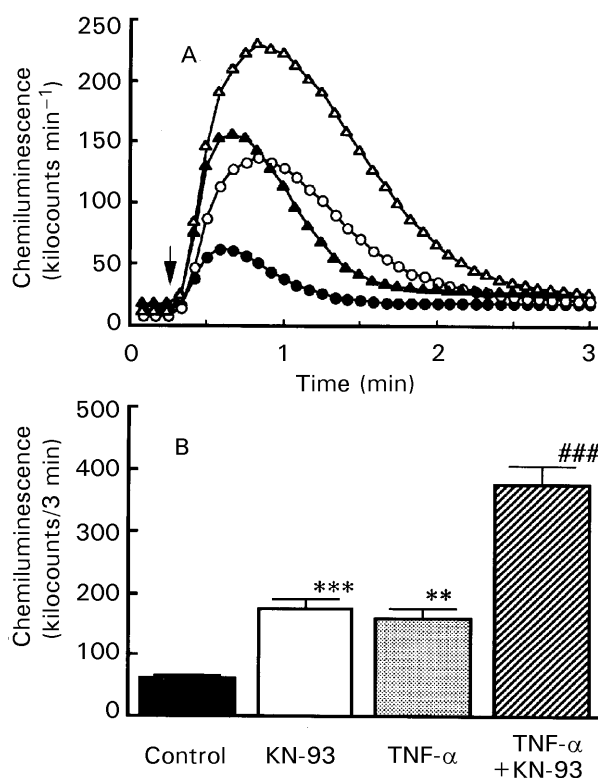 Chemiluminescence
(kilocounts min⁻¹)
250
200
150
100
50
0
A
0
1
2
3
Time (min)
Chemiluminescence
(kilocounts/3 min)
500
400
300
200
100
0
B
***
**
###
Control
KN-93
TNF-α
TNF-α
+KN-93